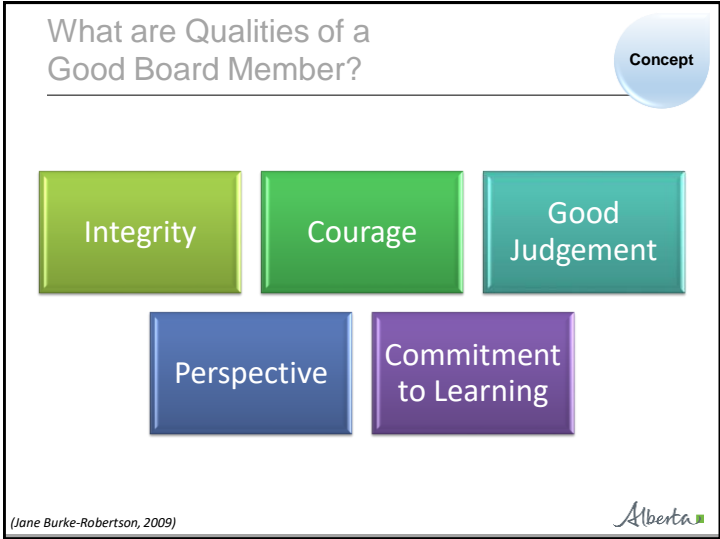 What are Qualities of a
Good Board Member?
Concept
Integrity
Courage
Good
Judgement
Perspective
Commitment
to Learning
(Jane Burke-Robertson, 2009)
Alberta